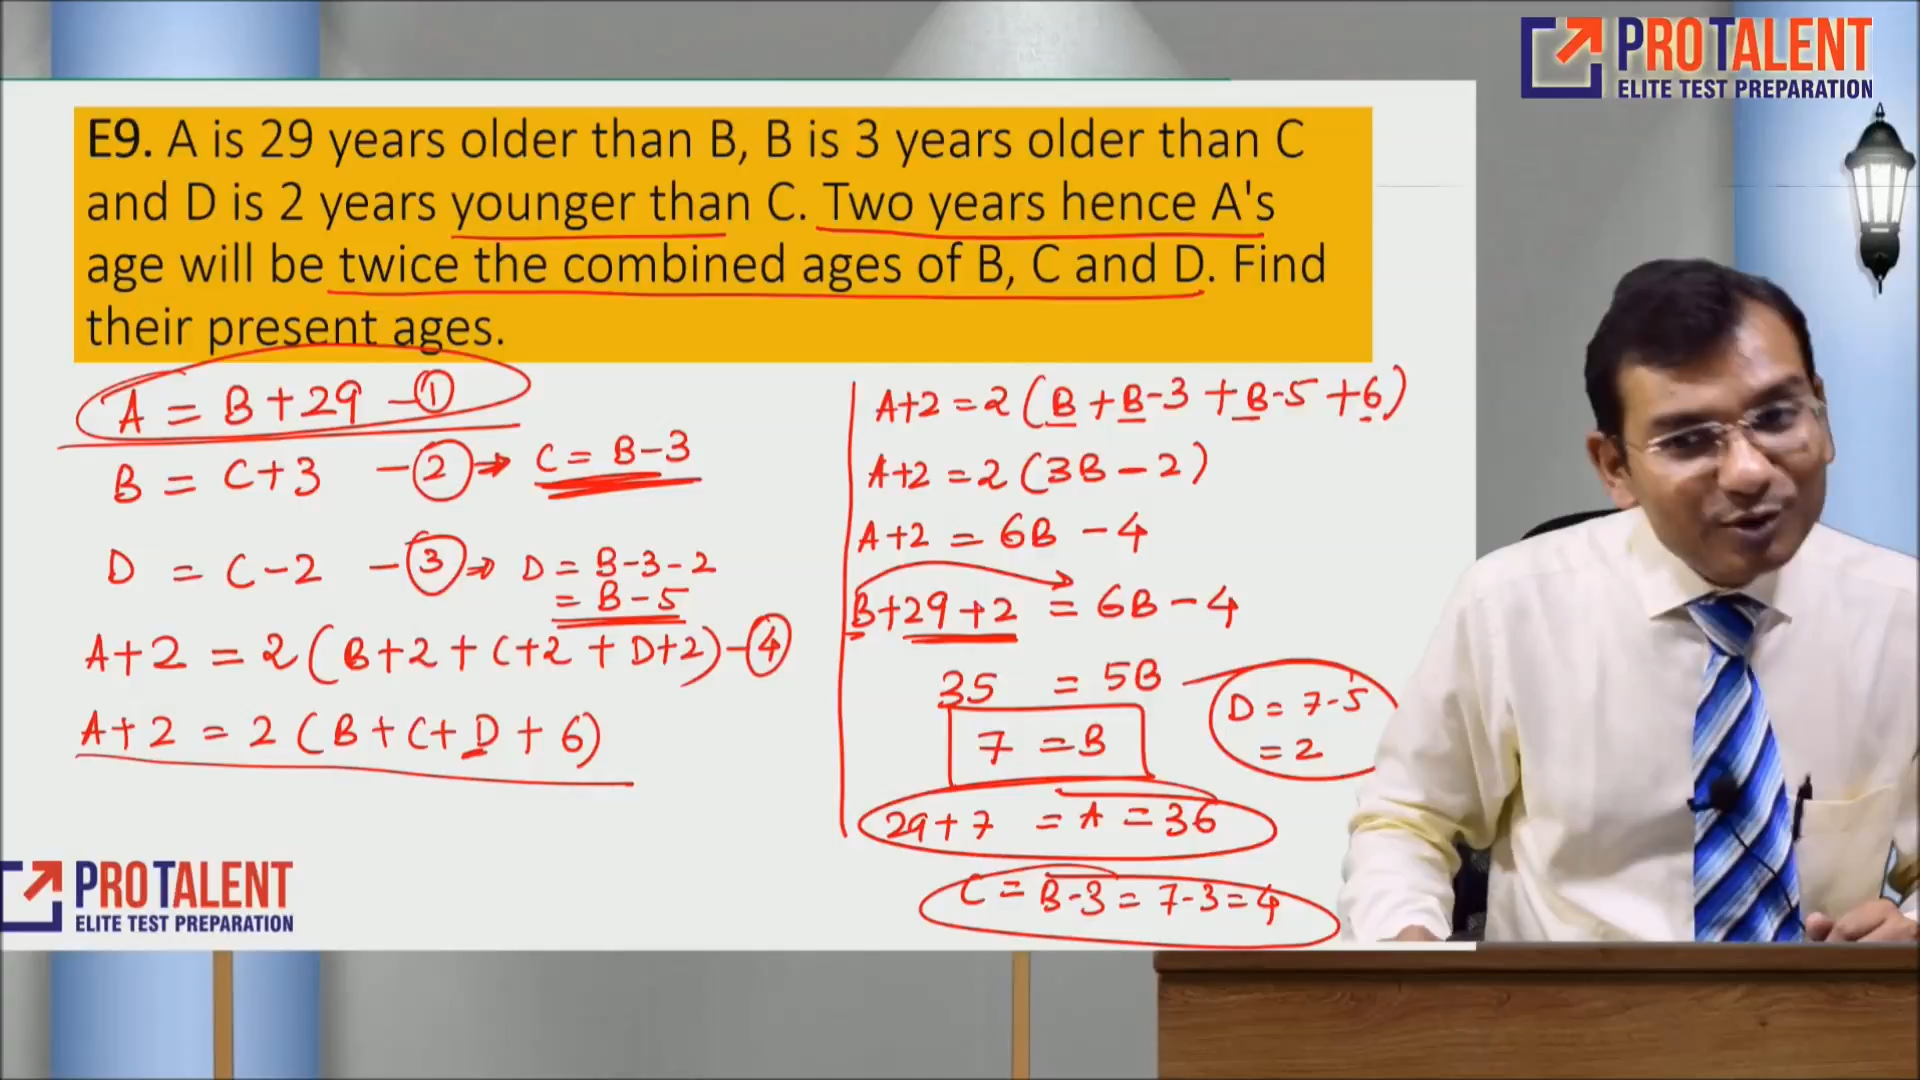 PROTALENT
ELITE TEST PREPARATION
E9. A is 29 years older than B, B is 3 years older than C
and D is 2 years younger than C. Two years hence A's
age will be twice the combined ages of B, C and D. Find
their present ages.
A = B+29 -①
B = C+3 -② ⇒ C = B-3
D = C-2 -③ ⇒ D = B-3-2
= B-5
A+2 = 2(B+2+C+2+D+2)-④
A+2 = 2(B+C+D+6)
A+2=2(B+B-3+B-5+6)
A+2=2(3B-2)
A+2 = 6B-4
B+29+2 = 6B-4
35 = 5B
7 = B
D = 7-5
= 2
29+7 = A = 36
C = B-3 = 7-3 = 4
PROTALENT
ELITE TEST PREPARATION